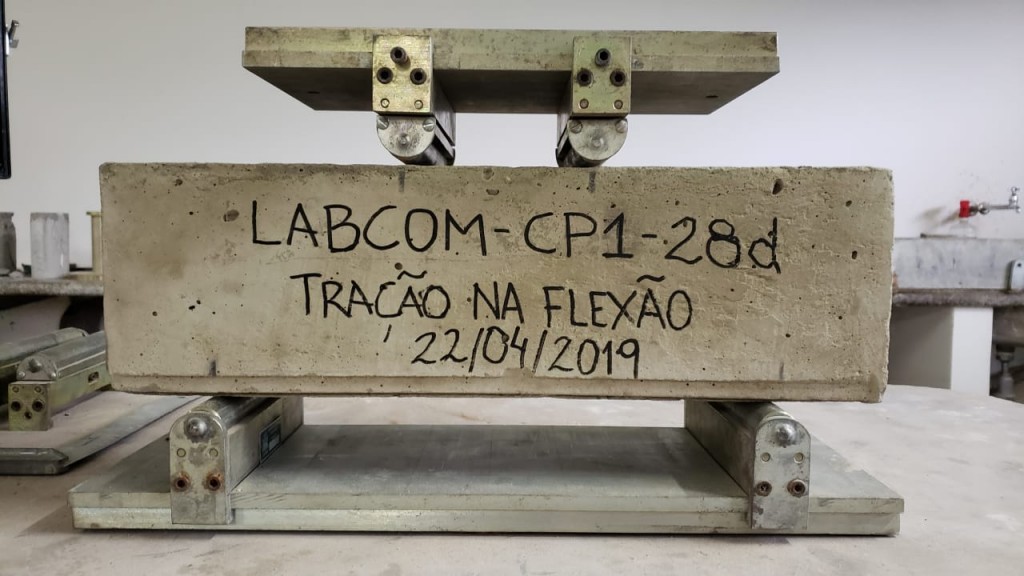 LABCOM-CP1-28d
TRAÇÃO NA FLEXÃO
22/04/2019